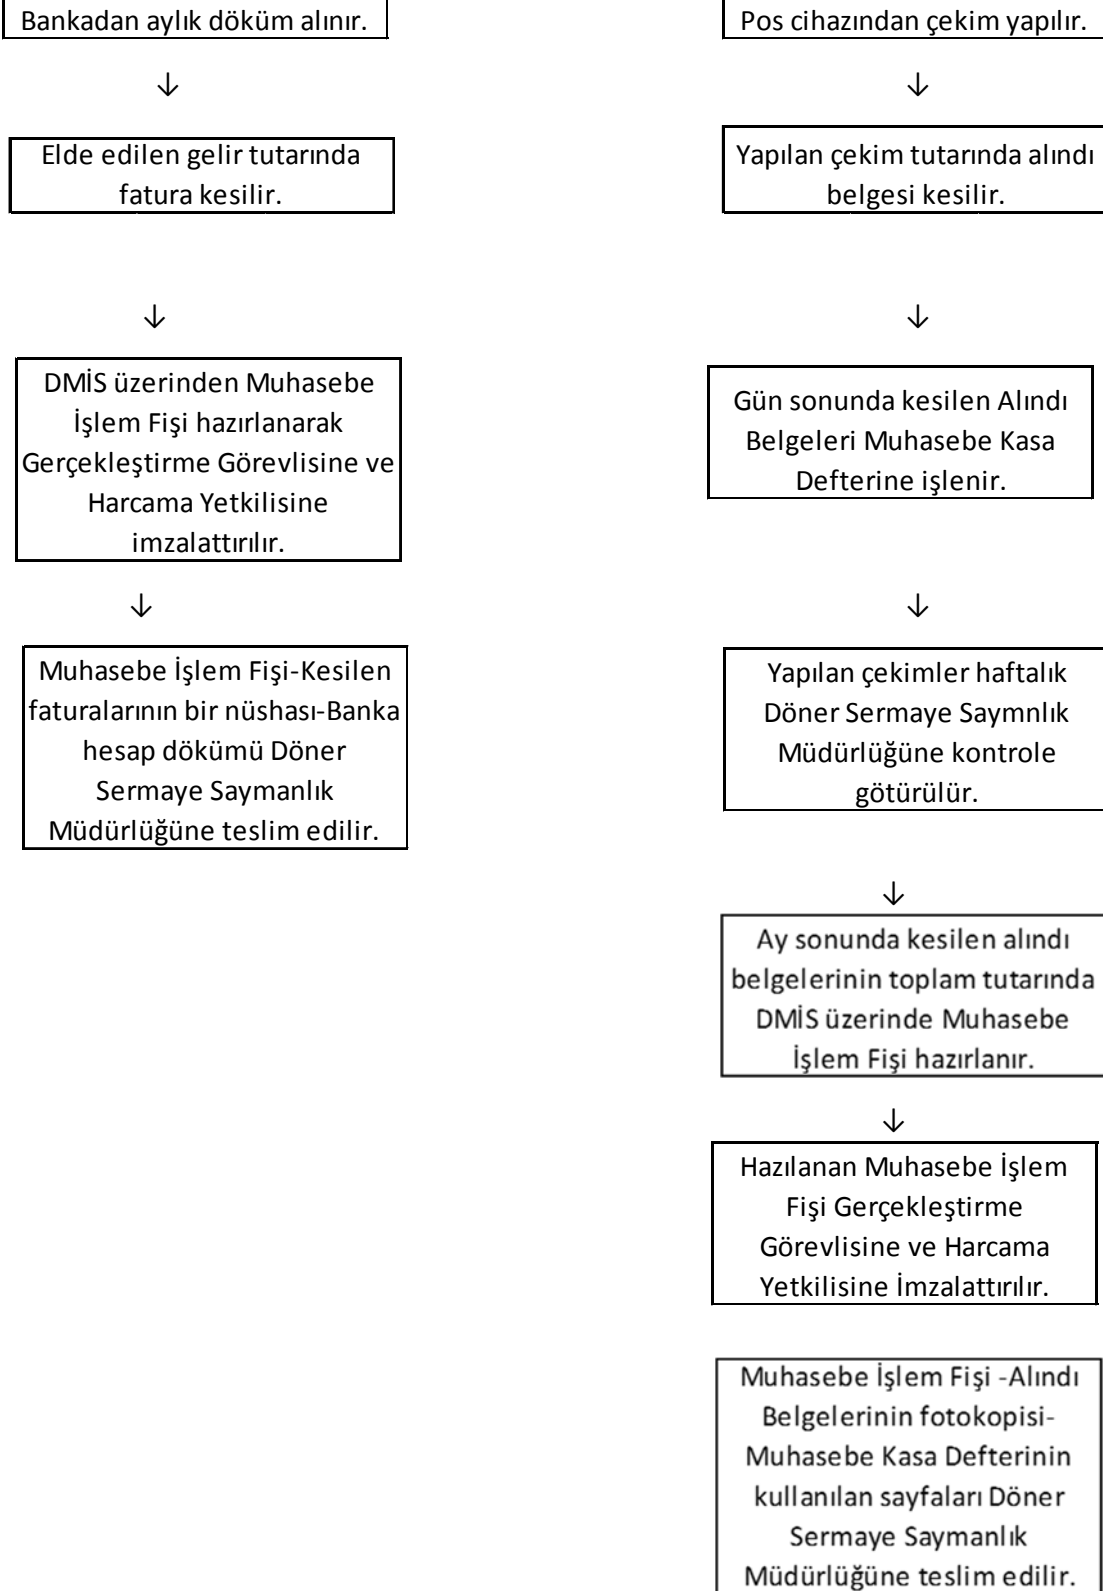 Bankadan aylık döküm alınır.
↓
Elde edilen gelir tutarında
fatura kesilir.
↓
DMİS üzerinden Muhasebe
İşlem Fişi hazırlanarak
Gerçekleştirme Görevlisine ve
Harcama Yetkilisine
imzalattırılır.
↓
Muhasebe İşlem Fişi-Kesilen
faturalarının bir nüshası-Banka
hesap dökümü Döner
Sermaye Saymanlık
Müdürlüğüne teslim edilir.
Pos cihazından çekim yapılır.
↓
Yapılan çekim tutarında alındı
belgesi kesilir.
↓
Gün sonunda kesilen Alındı
Belgeleri Muhasebe Kasa
Defterine işlenir.
↓
Yapılan çekimler haftalık
Döner Sermaye Saymnlık
Müdürlüğüne kontrole
götürülür.
↓
Ay sonunda kesilen alındı
belgelerinin toplam tutarında
DMİS üzerinde Muhasebe
İşlem Fişi hazırlanır.
↓
Hazılanan Muhasebe İşlem
Fişi Gerçekleştirme
Görevlisine ve Harcama
Yetkilisine İmzalattırılır.
Muhasebe İşlem Fişi -Alındı
Belgelerinin fotokopisi-
Muhasebe Kasa Defterinin
kullanılan sayfaları Döner
Sermaye Saymanlık
Müdürlüğüne teslim edilir.